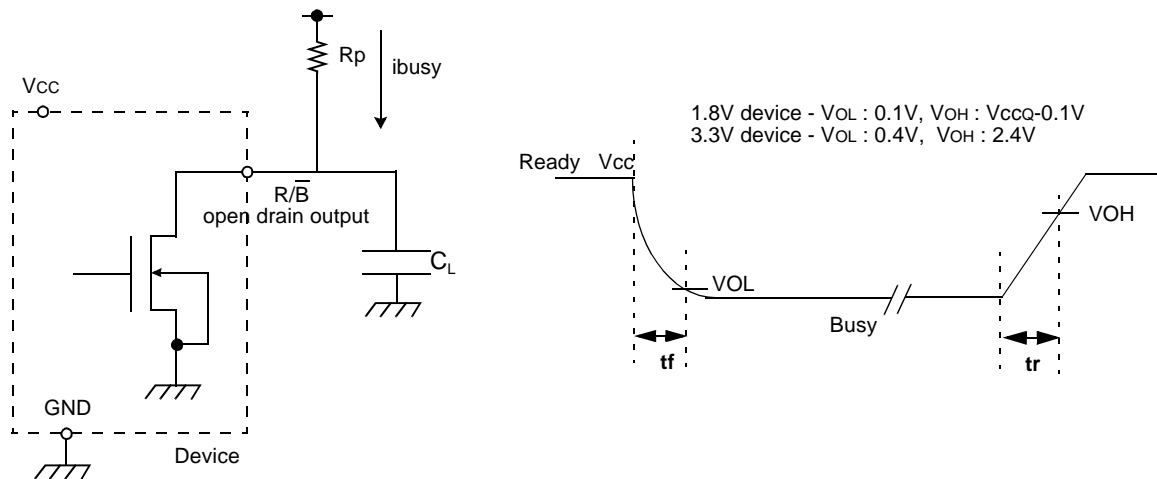 Rp
ibusy
VCC
R/B̅
open drain output
CL
GND
Device
1.8V device - VOL : 0.1V, VOH : VccQ-0.1V
3.3V device - VOL : 0.4V, VOH : 2.4V
Ready Vcc
VOH
VOL
Busy
tf
tr